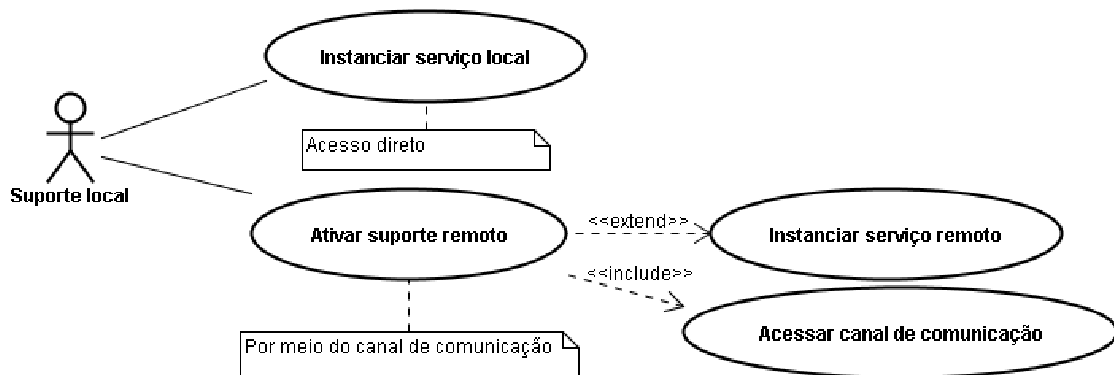 Instanciar serviço local
Acesso direto
Suporte local
Ativar suporte remoto
<<extend>>
Instanciar serviço remoto
<<include>>
Acessar canal de comunicação
Por meio do canal de comunicação